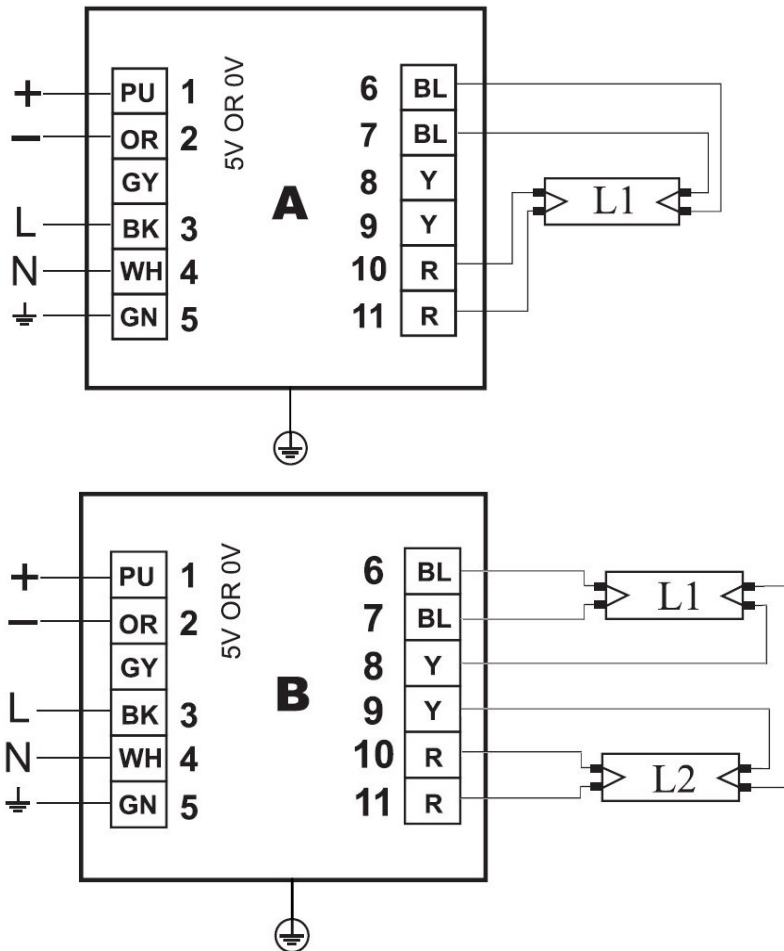 + PU 1 5V OR 0V 6 BL
− OR 2 7 BL
GY 8 Y
A L1
L BK 3 9 Y
N WH 4 10 R
GN 5 11 R
+ PU 1 5V OR 0V 6 BL
L1
− OR 2 7 BL
GY 8 Y
B
L BK 3 9 Y
N WH 4 10 R
L2
GN 5 11 R